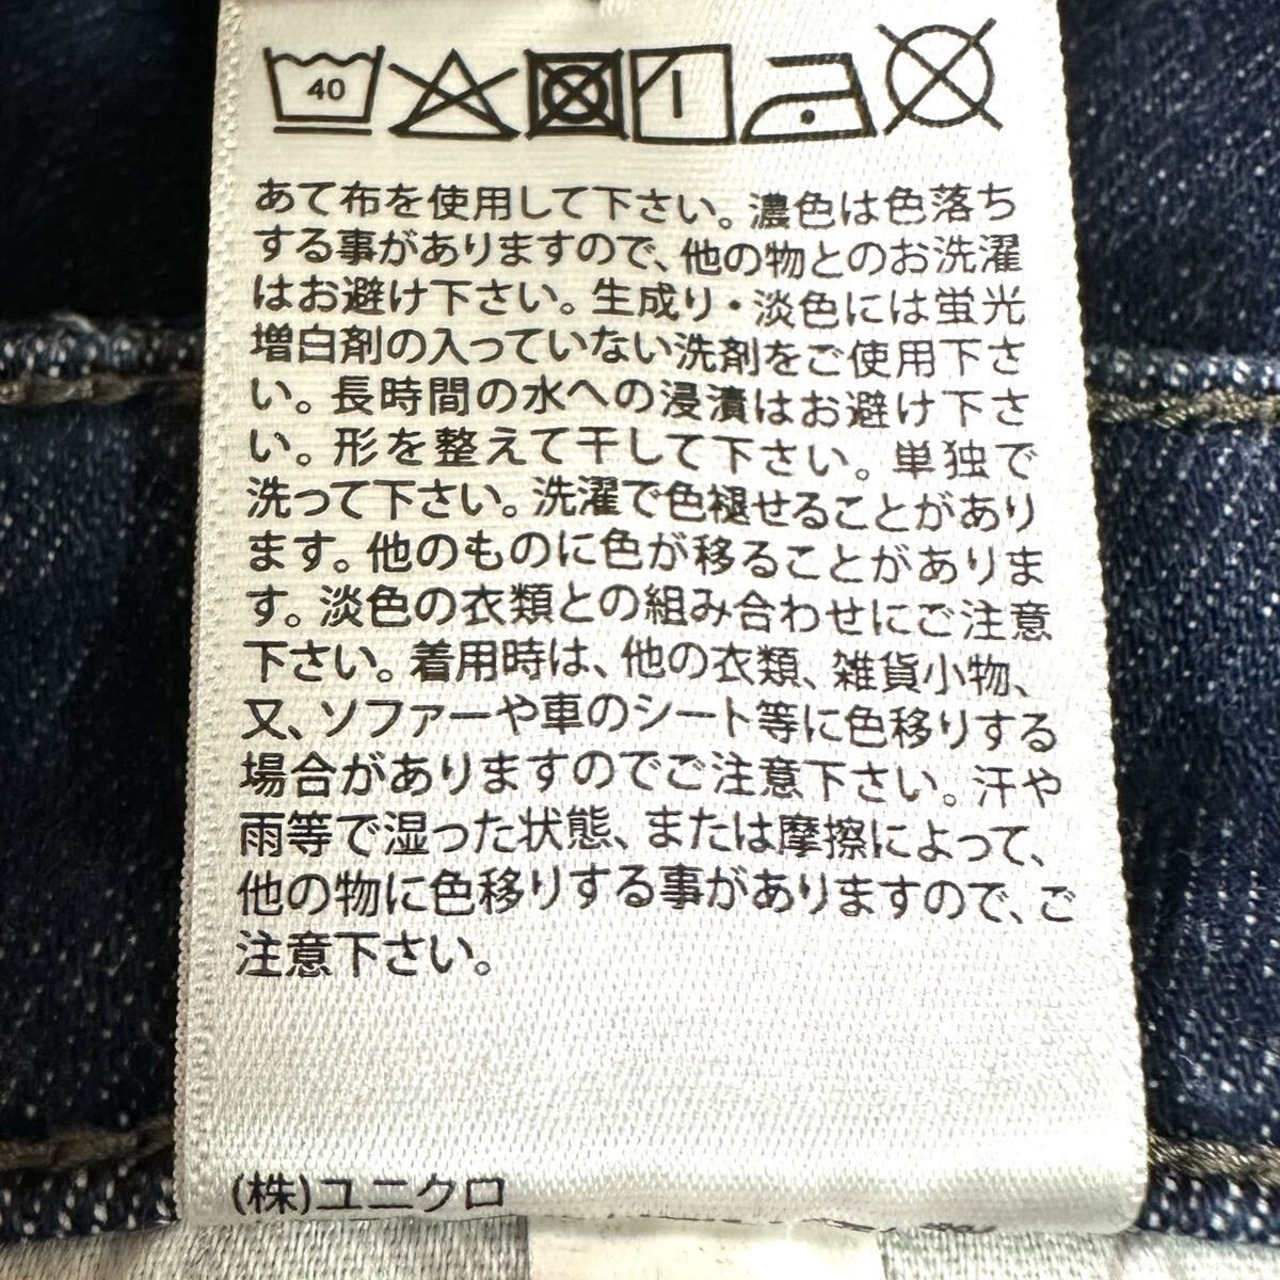 40
あて布を使用して下さい。濃色は色落ち
する事がありますので、他の物とのお洗濯
はお避け下さい。生成り・淡色には蛍光
増白剤の入っていない洗剤をご使用下さ
い。長時間の水への浸漬はお避け下さ
い。形を整えて干して下さい。単独で
洗って下さい。洗濯で色褪せることがあり
ます。他のものに色が移ることがありま
す。淡色の衣類との組み合わせにご注意
下さい。着用時は、他の衣類、雑貨小物、
又、ソファーや車のシート等に色移りする
場合がありますのでご注意下さい。汗や
雨等で湿った状態、または摩擦によって、
他の物に色移りする事がありますので、ご
注意下さい。
(株)ユニクロ